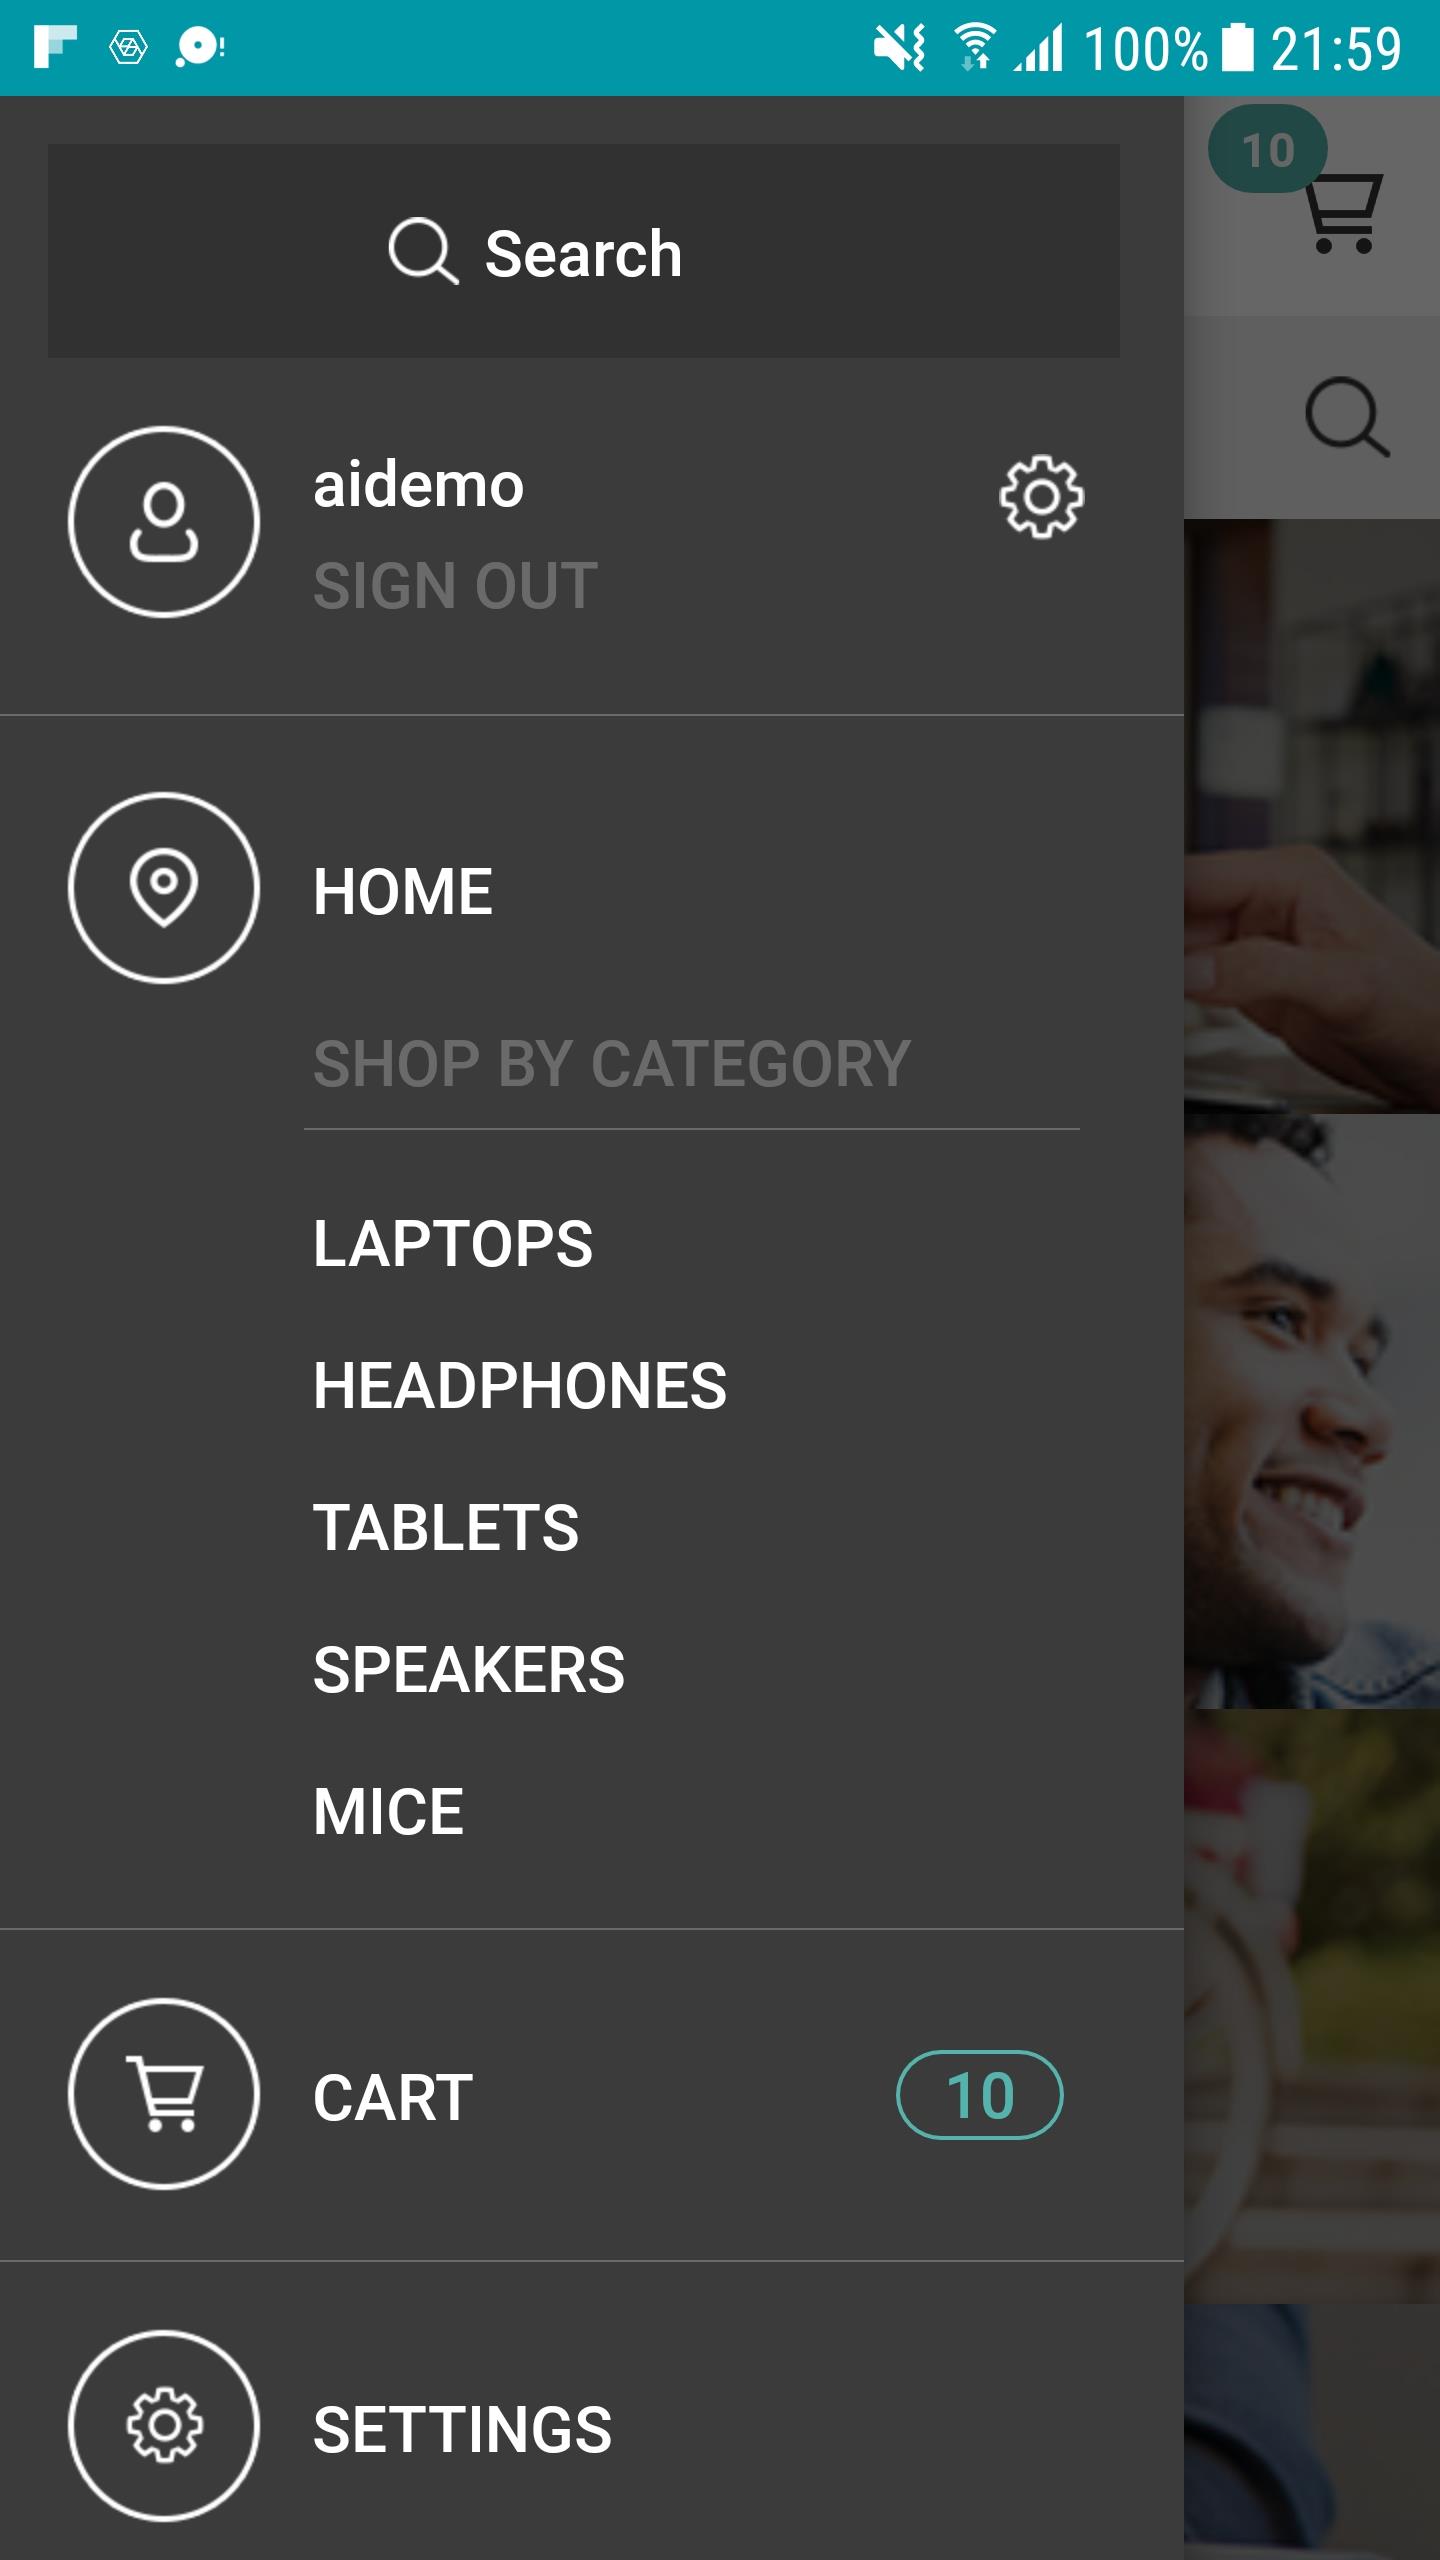 100% 21:59
10
Search
aidemo
SIGN OUT
HOME
SHOP BY CATEGORY
LAPTOPS
HEADPHONES
TABLETS
SPEAKERS
MICE
CART 10
SETTINGS